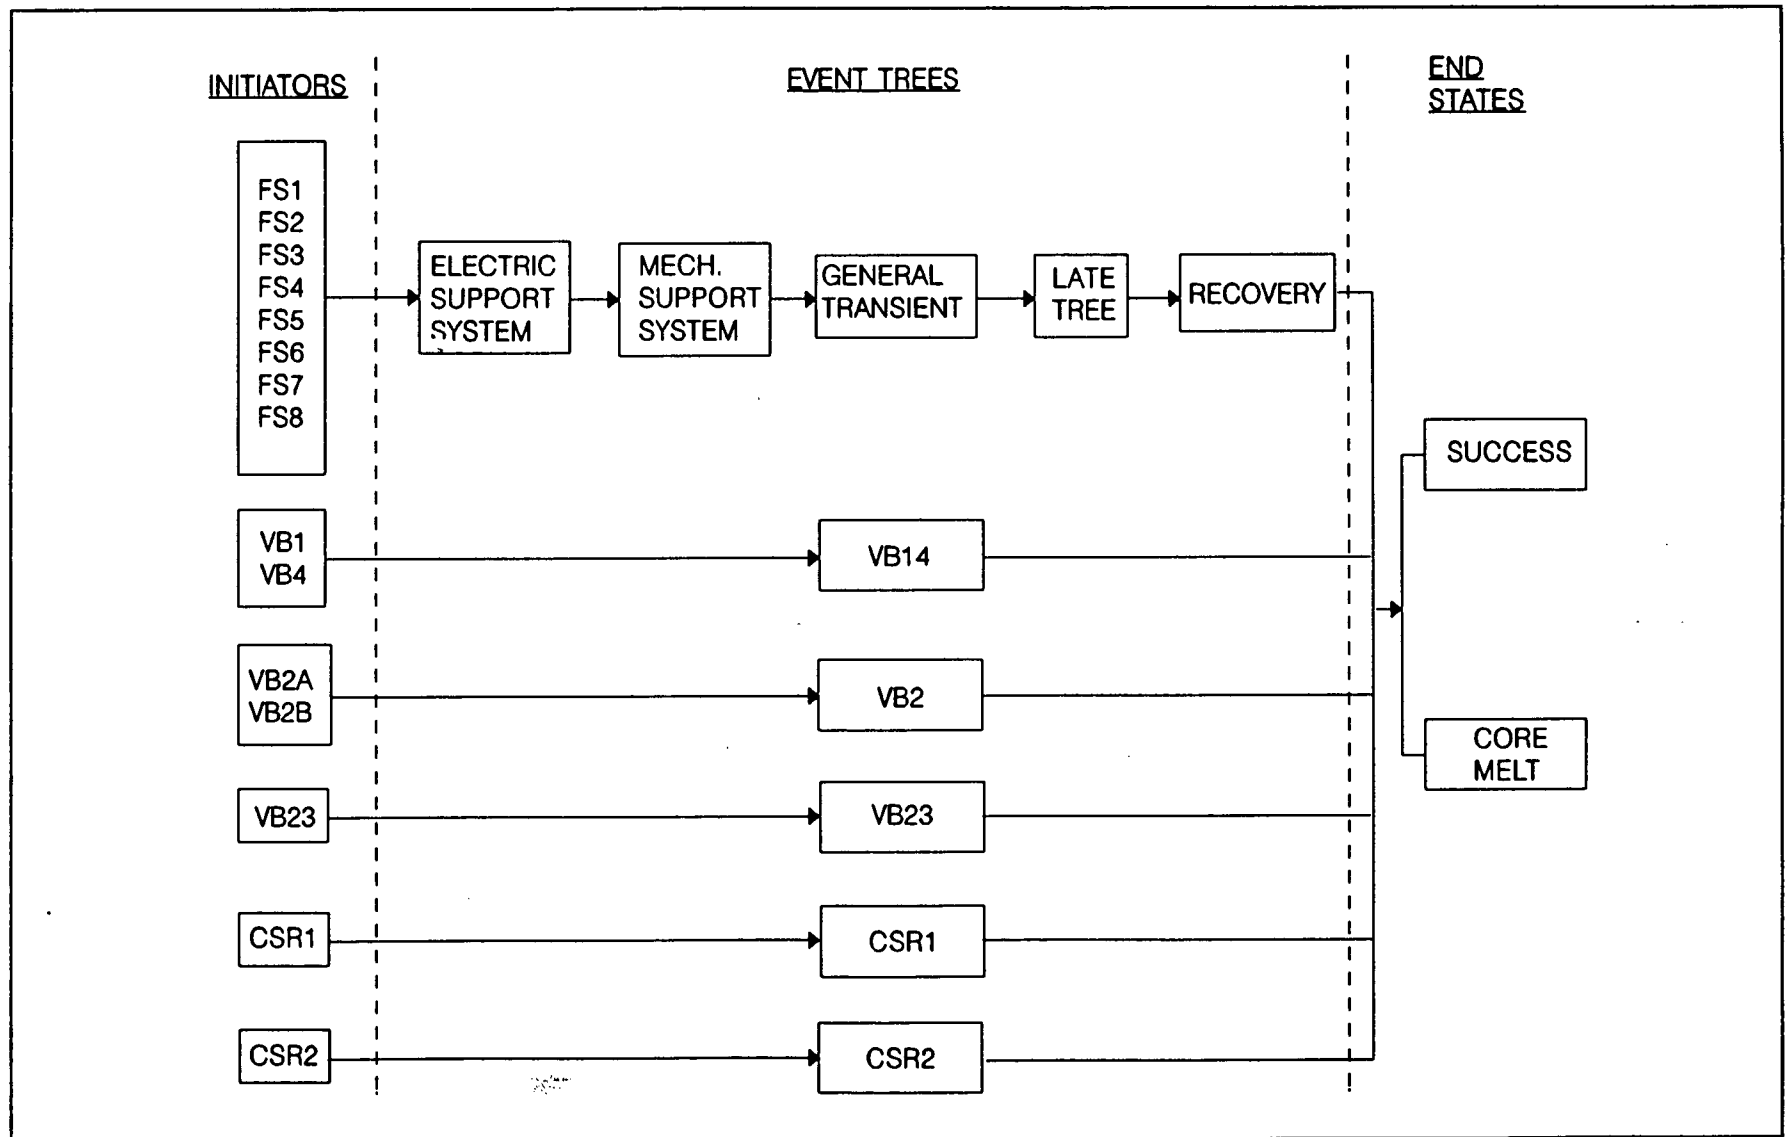 INITIATORS
EVENT TREES
END
STATES
FS1
FS2
FS3
FS4
FS5
FS6
FS7
FS8
ELECTRIC
SUPPORT
SYSTEM
MECH.
SUPPORT
SYSTEM
GENERAL
TRANSIENT
LATE
TREE
RECOVERY
SUCCESS
CORE
MELT
VB1
VB4
VB14
VB2A
VB2B
VB2
VB23
VB23
CSR1
CSR1
CSR2
CSR2